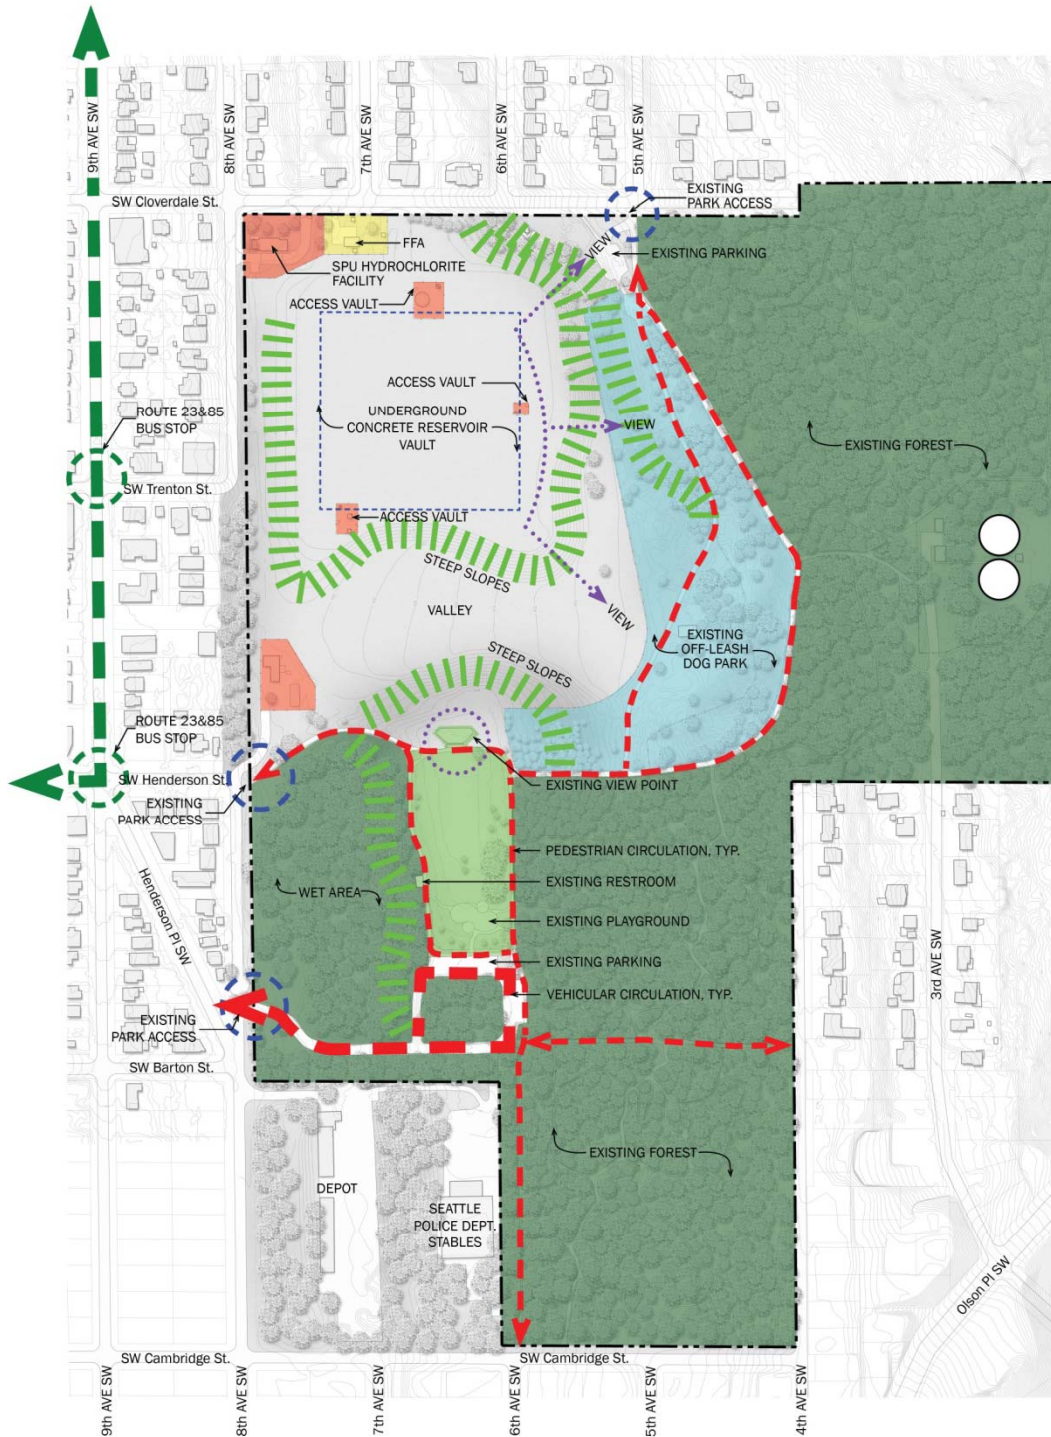 9th AVE SW
8th AVE SW
7th AVE SW
6th AVE SW
5th AVE SW
SW Cloverdale St.
EXISTING
PARK ACCESS
VIEW
EXISTING PARKING
FFA
SPU HYDROCHLORITE
FACILITY
ACCESS VAULT
ACCESS VAULT
ROUTE 23&85
BUS STOP
UNDERGROUND
CONCRETE RESERVOIR
VAULT
VIEW
EXISTING FOREST
SW Trenton St.
ACCESS VAULT
STEEP SLOPES
VALLEY
VIEW
EXISTING
OFF-LEASH
DOG PARK
STEEP SLOPES
ROUTE 23&85
BUS STOP
SW Henderson St.
EXISTING
PARK ACCESS
EXISTING VIEW POINT
PEDESTRIAN CIRCULATION, TYP.
WET AREA
EXISTING RESTROOM
EXISTING PLAYGROUND
Henderson Pl SW
3rd AVE SW
EXISTING PARKING
VEHICULAR CIRCULATION, TYP.
EXISTING
PARK ACCESS
SW Barton St.
EXISTING FOREST
DEPOT
SEATTLE
POLICE DEPT.
STABLES
Olson Pl SW
SW Cambridge St.
SW Cambridge St.
9th AVE SW
8th AVE SW
7th AVE SW
6th AVE SW
5th AVE SW
4th AVE SW